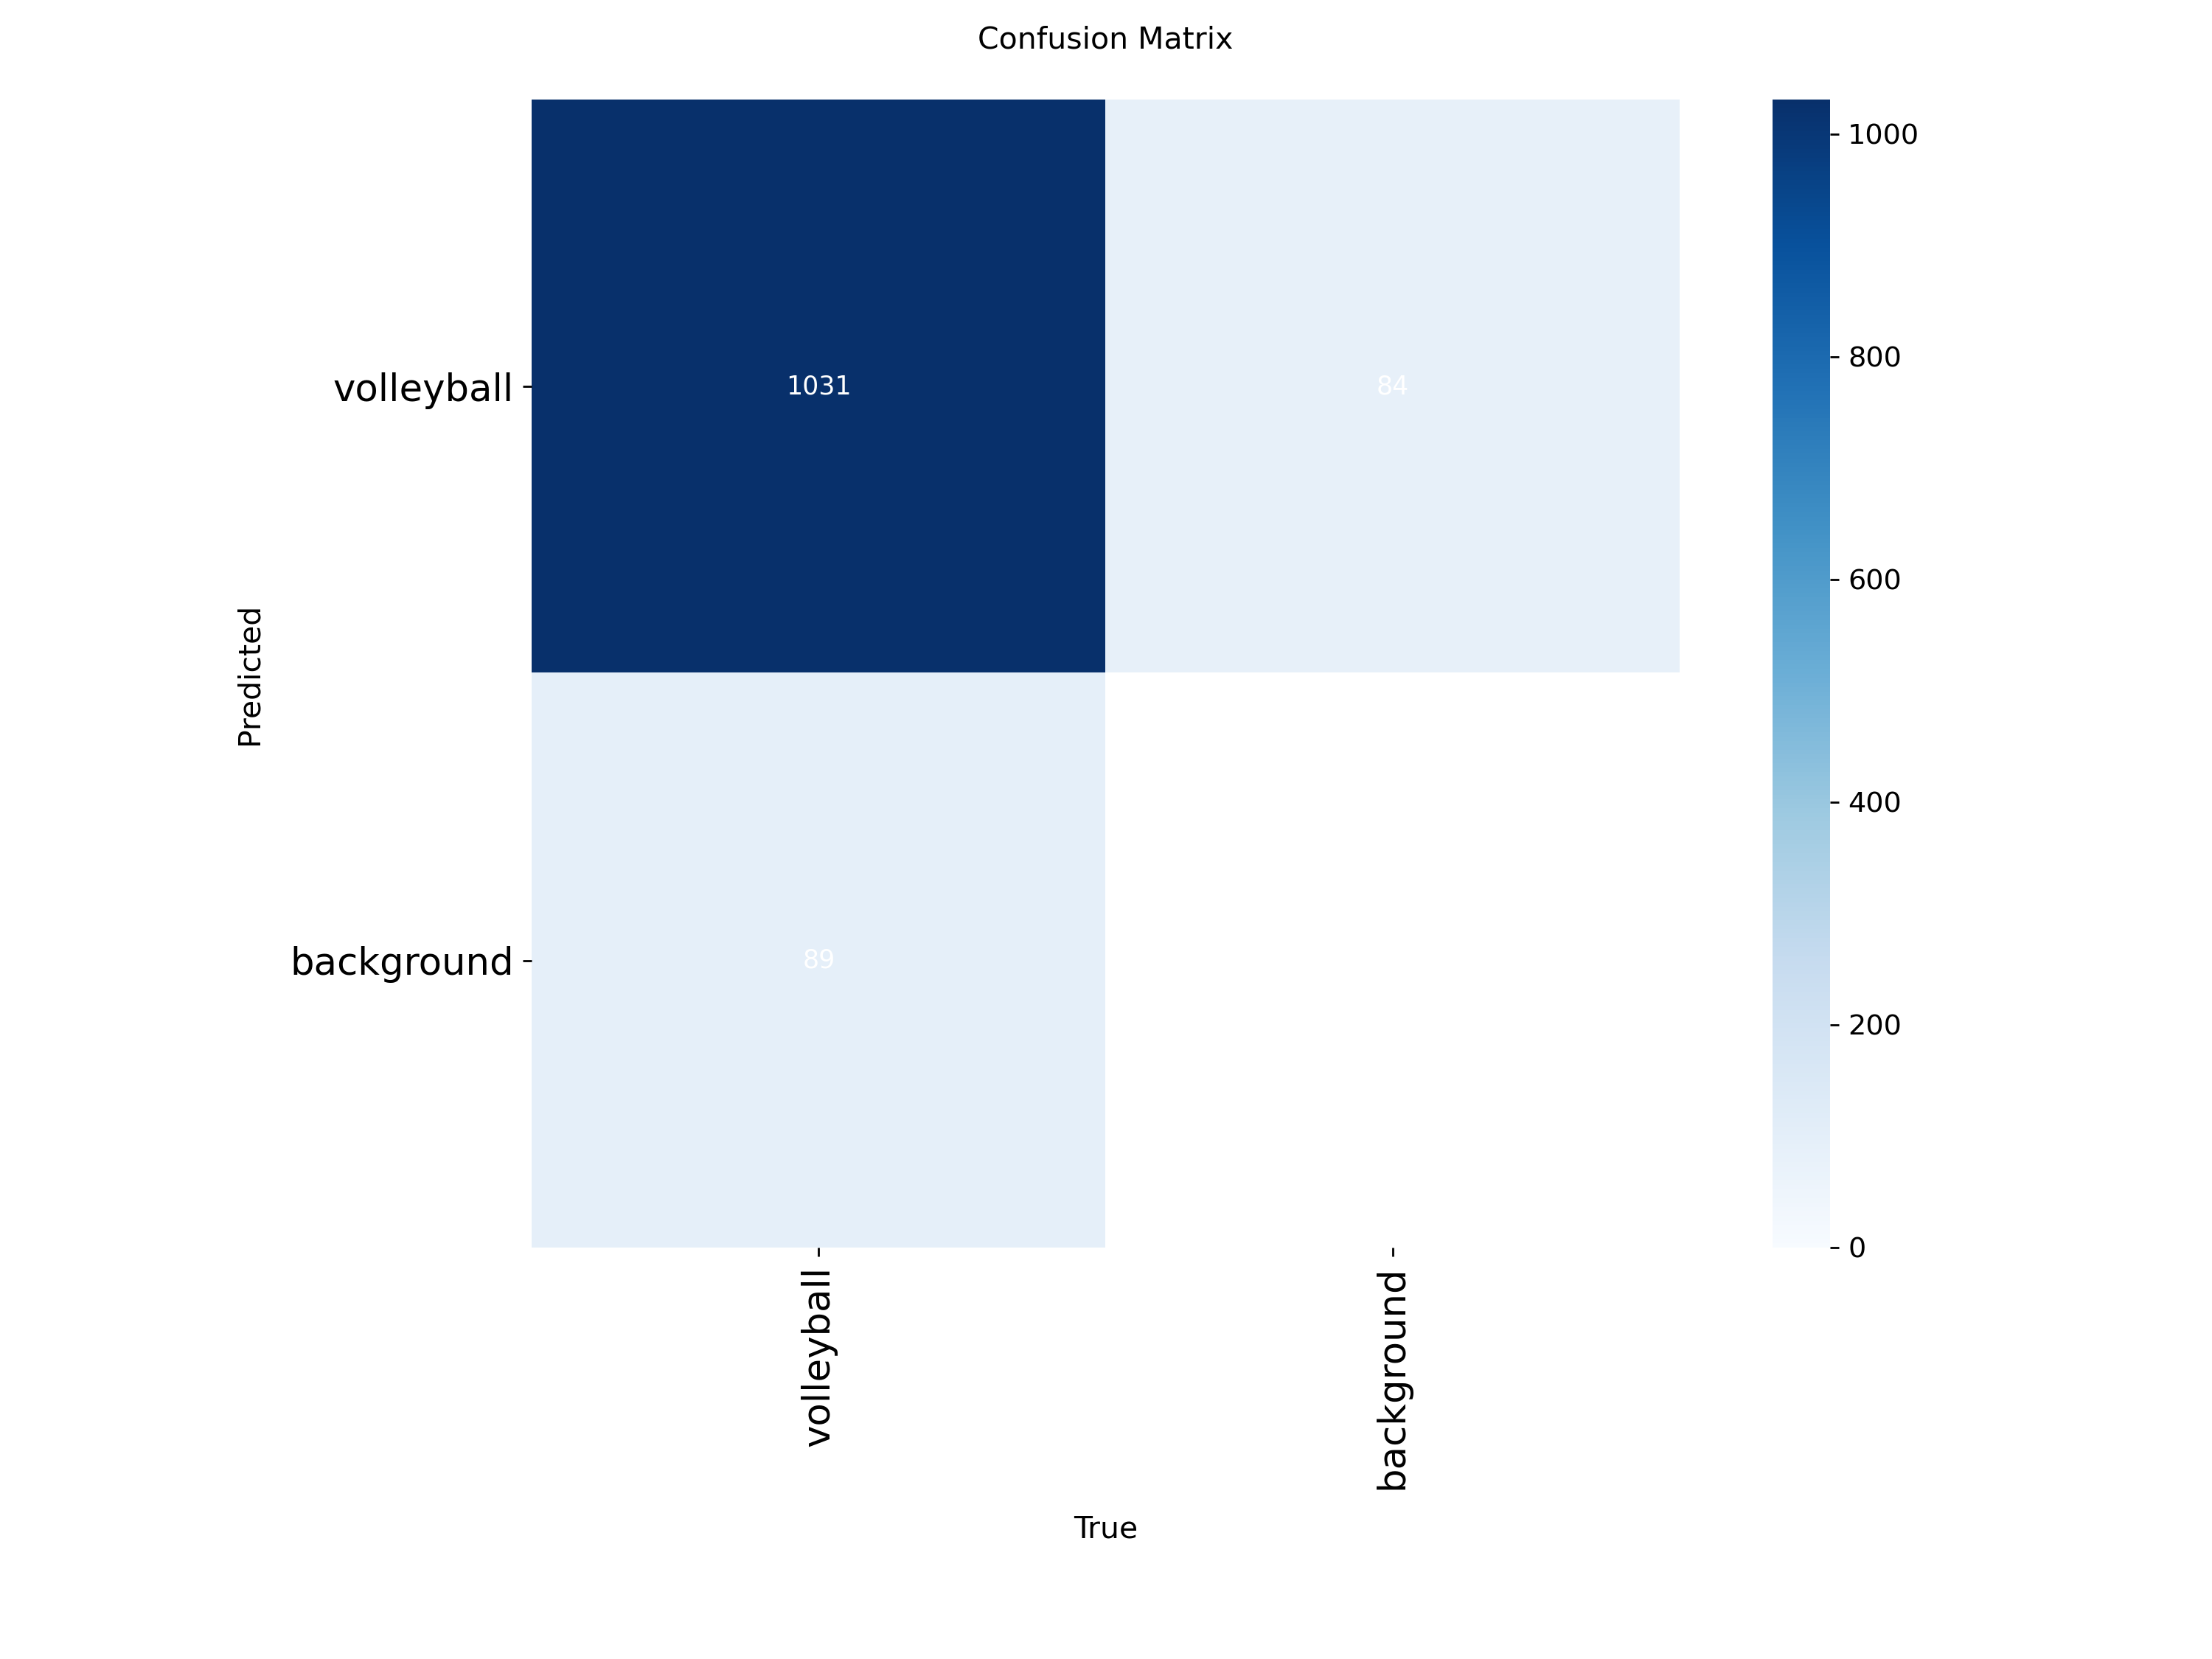 Confusion Matrix
1000
volleyball
1031
84
800
600
Predicted
400
background
89
200
0
volleyball
background
True